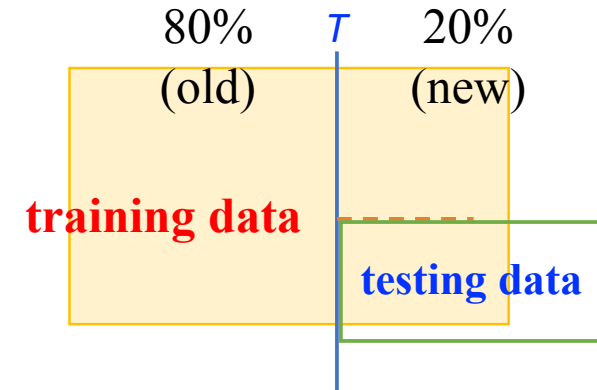 80% T 20%
(old) (new)
training data
testing data